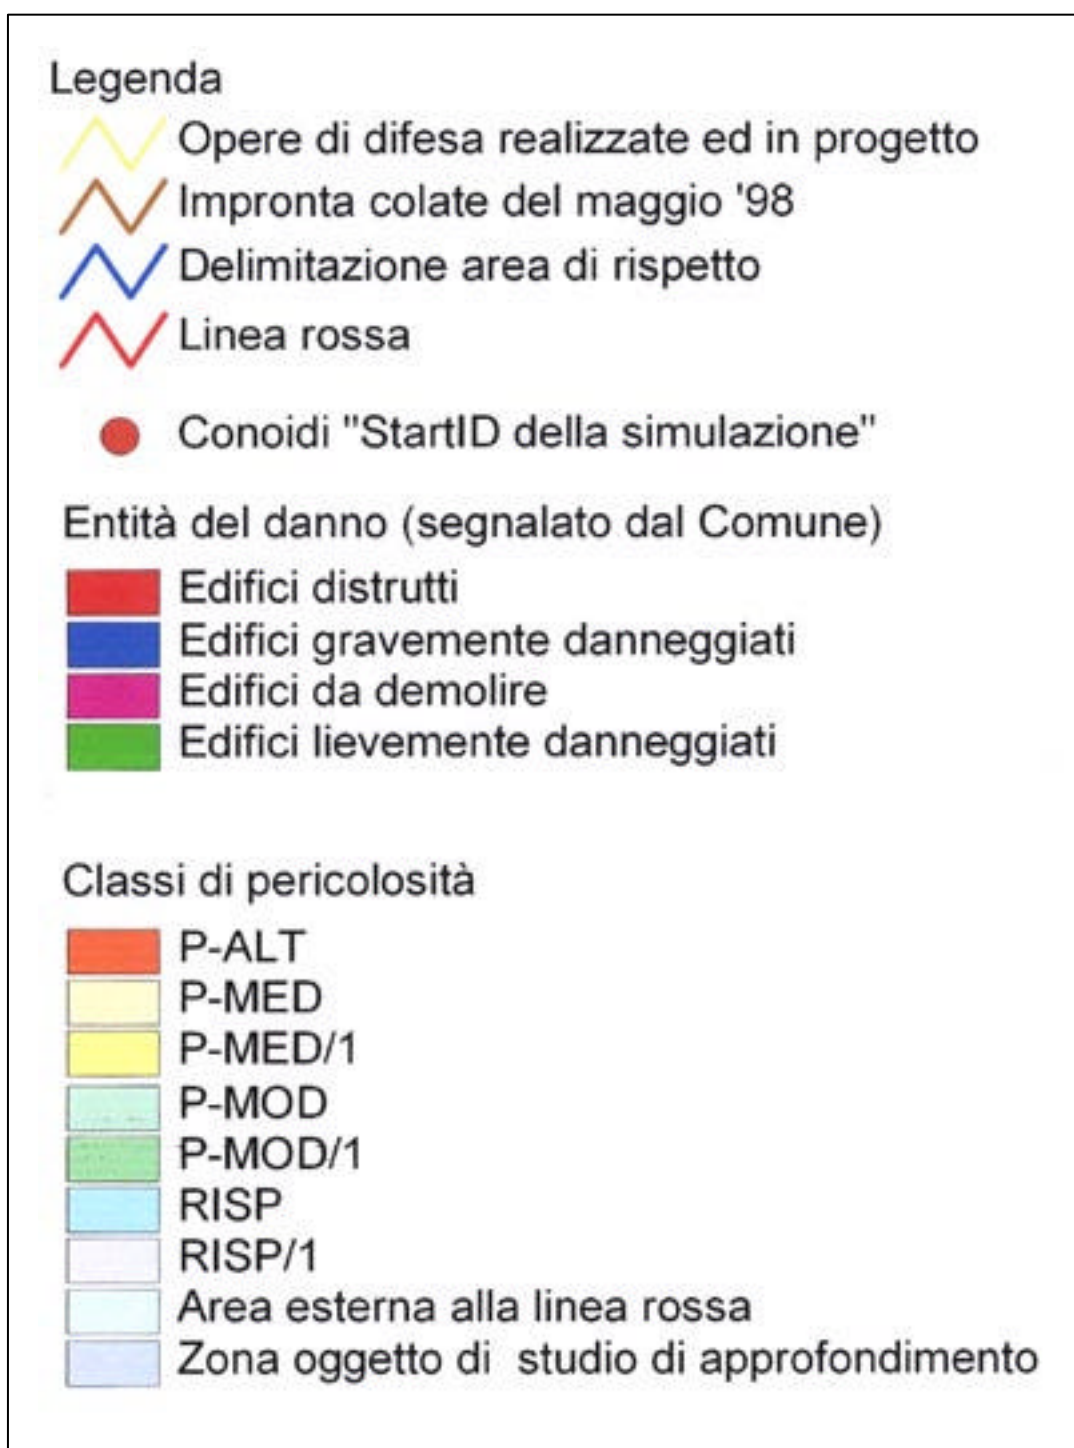 Legenda
Opere di difesa realizzate ed in progetto
Impronta colate del maggio '98
Delimitazione area di rispetto
Linea rossa
Conoidi "StartID della simulazione"
Entità del danno (segnalato dal Comune)
Edifici distrutti
Edifici gravemente danneggiati
Edifici da demolire
Edifici lievemente danneggiati
Classi di pericolosità
P-ALT
P-MED
P-MED/1
P-MOD
P-MOD/1
RISP
RISP/1
Area esterna alla linea rossa
Zona oggetto di studio di approfondimento